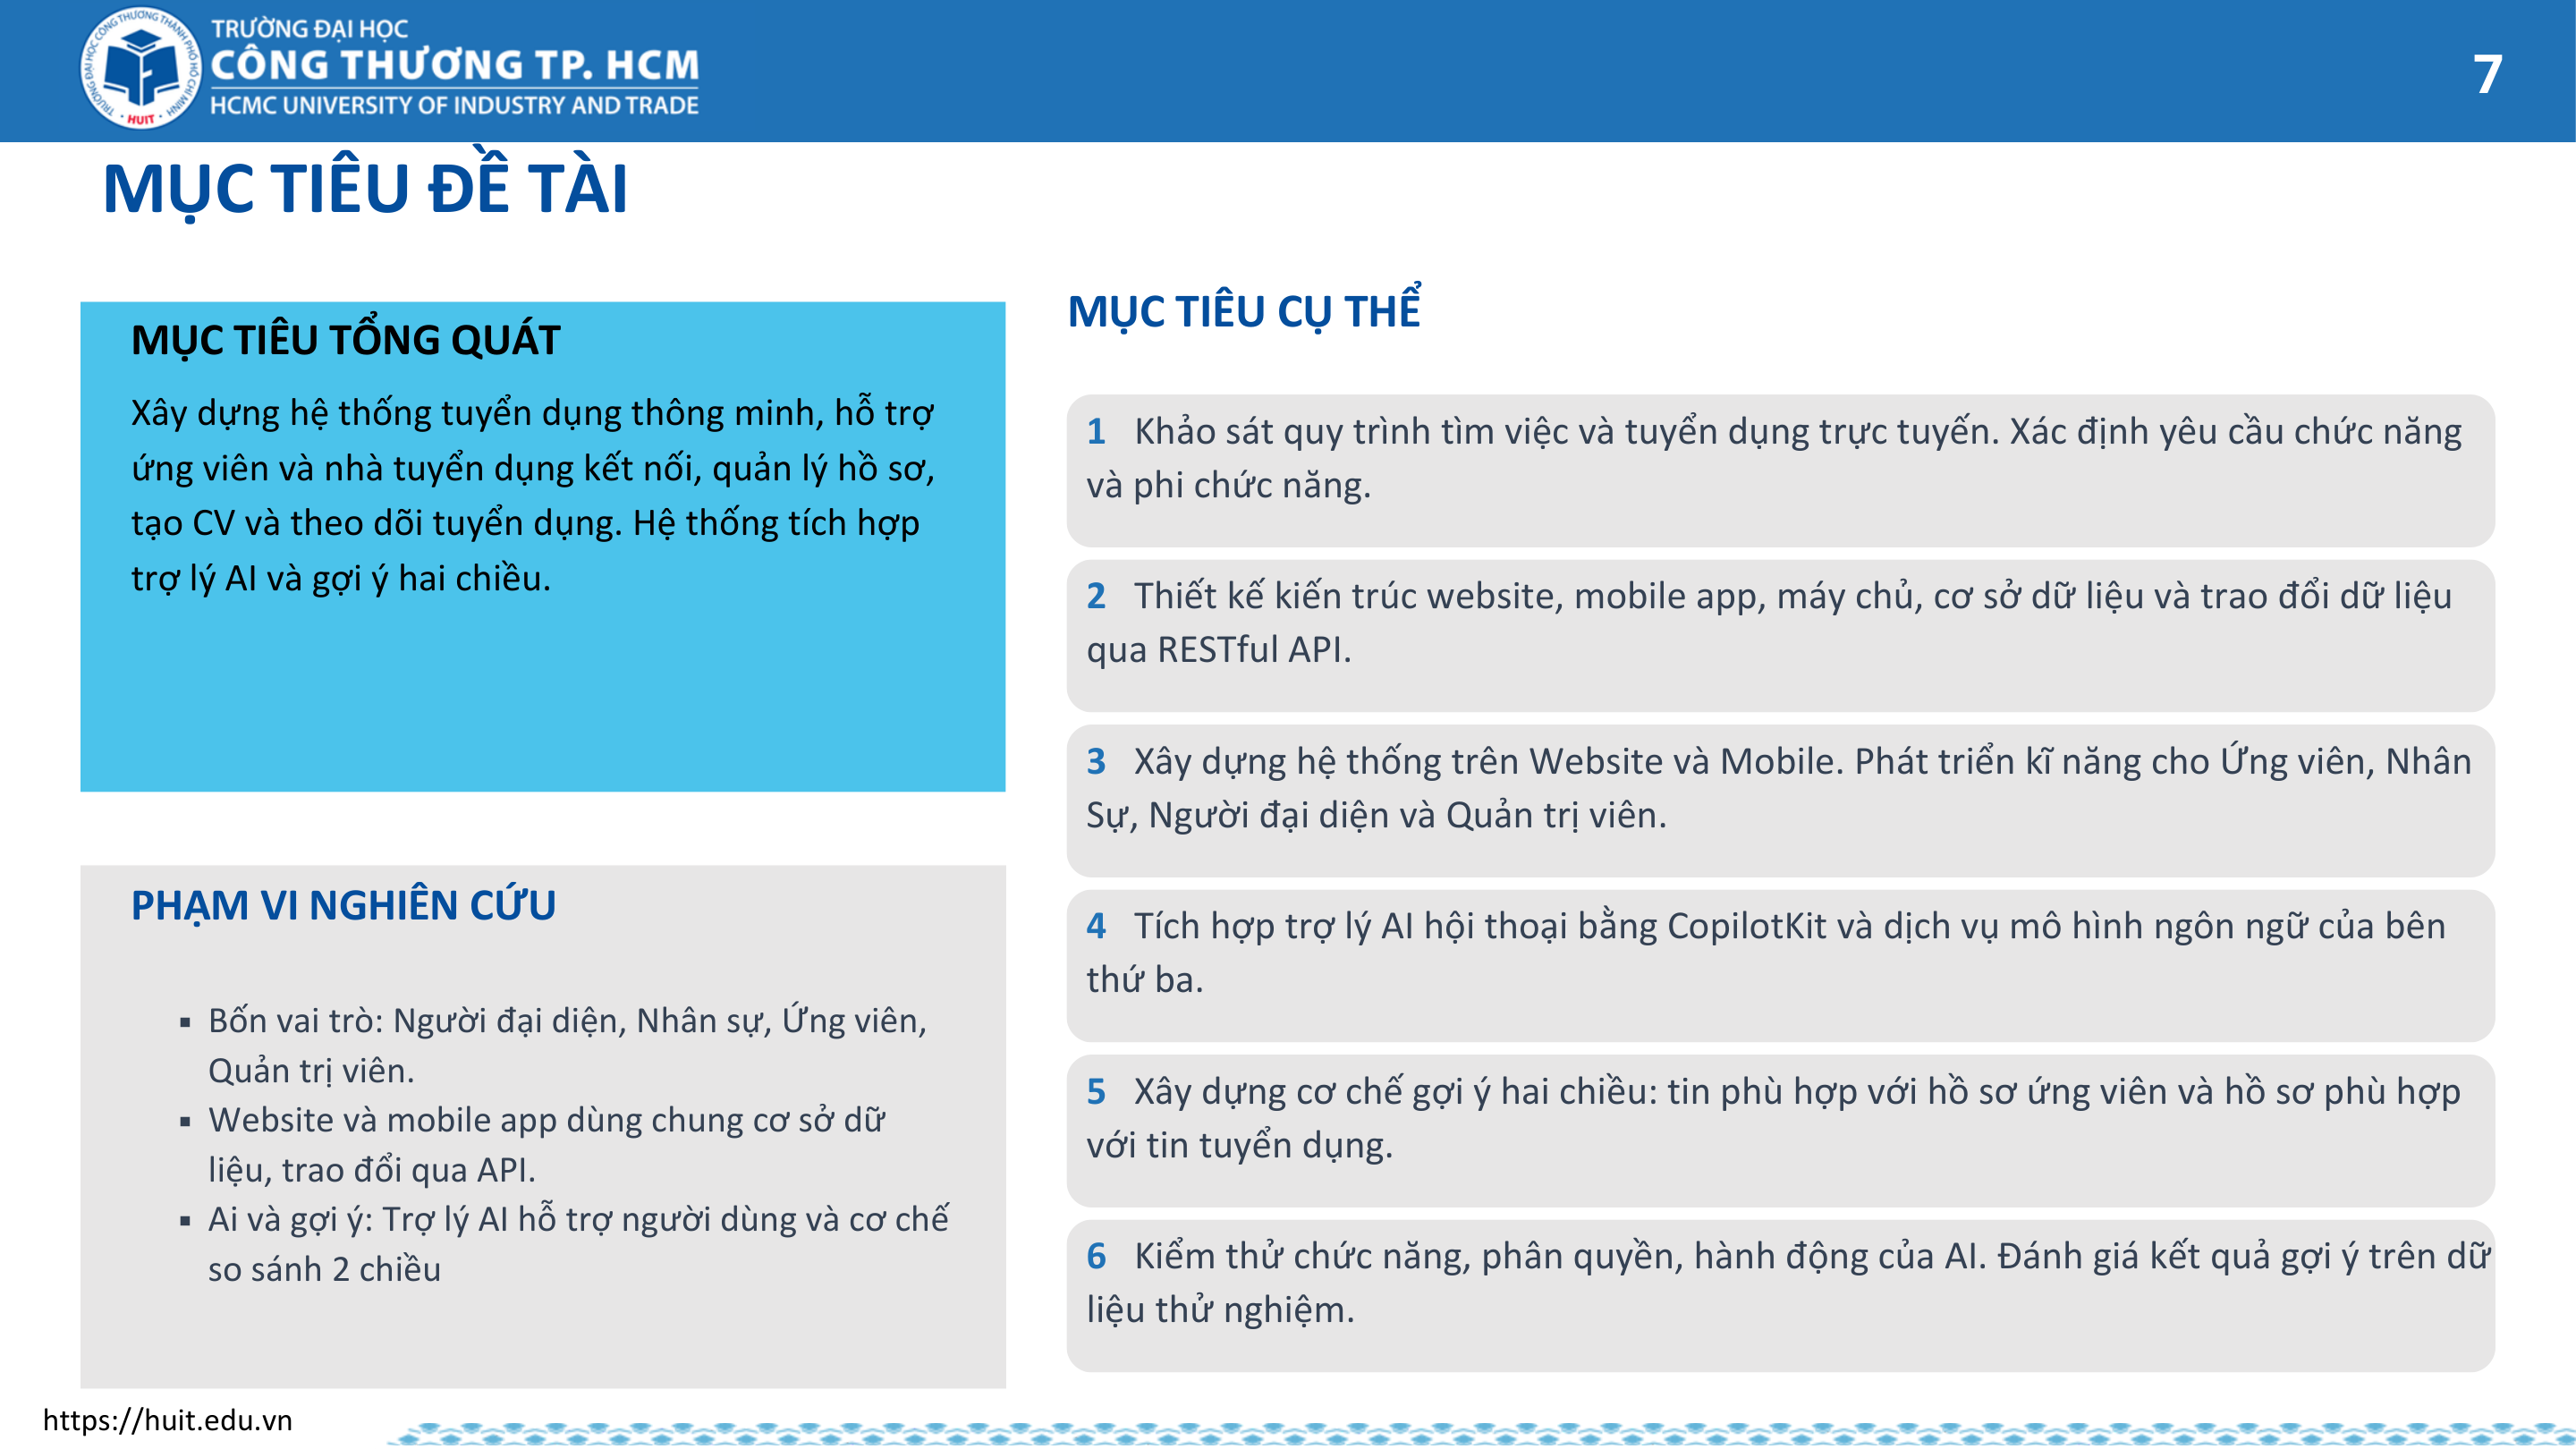 TRƯỜNG ĐẠI HỌC
CÔNG THƯƠNG TP. HCM
HCMC UNIVERSITY OF INDUSTRY AND TRADE
TRƯỜNG ĐẠI HỌC CÔNG THƯƠNG THÀNH PHỐ HỒ CHÍ MINH
HUIT
7
MỤC TIÊU ĐỀ TÀI
MỤC TIÊU TỔNG QUÁT
Xây dựng hệ thống tuyển dụng thông minh, hỗ trợ
ứng viên và nhà tuyển dụng kết nối, quản lý hồ sơ,
tạo CV và theo dõi tuyển dụng. Hệ thống tích hợp
trợ lý AI và gợi ý hai chiều.
PHẠM VI NGHIÊN CỨU
▪ Bốn vai trò: Người đại diện, Nhân sự, Ứng viên,
Quản trị viên.
▪ Website và mobile app dùng chung cơ sở dữ
liệu, trao đổi qua API.
▪ Ai và gợi ý: Trợ lý AI hỗ trợ người dùng và cơ chế
so sánh 2 chiều
MỤC TIÊU CỤ THỂ
1 Khảo sát quy trình tìm việc và tuyển dụng trực tuyến. Xác định yêu cầu chức năng
và phi chức năng.
2 Thiết kế kiến trúc website, mobile app, máy chủ, cơ sở dữ liệu và trao đổi dữ liệu
qua RESTful API.
3 Xây dựng hệ thống trên Website và Mobile. Phát triển kĩ năng cho Ứng viên, Nhân
Sự, Người đại diện và Quản trị viên.
4 Tích hợp trợ lý AI hội thoại bằng CopilotKit và dịch vụ mô hình ngôn ngữ của bên
thứ ba.
5 Xây dựng cơ chế gợi ý hai chiều: tin phù hợp với hồ sơ ứng viên và hồ sơ phù hợp
với tin tuyển dụng.
6 Kiểm thử chức năng, phân quyền, hành động của AI. Đánh giá kết quả gợi ý trên dữ
liệu thử nghiệm.
https://huit.edu.vn